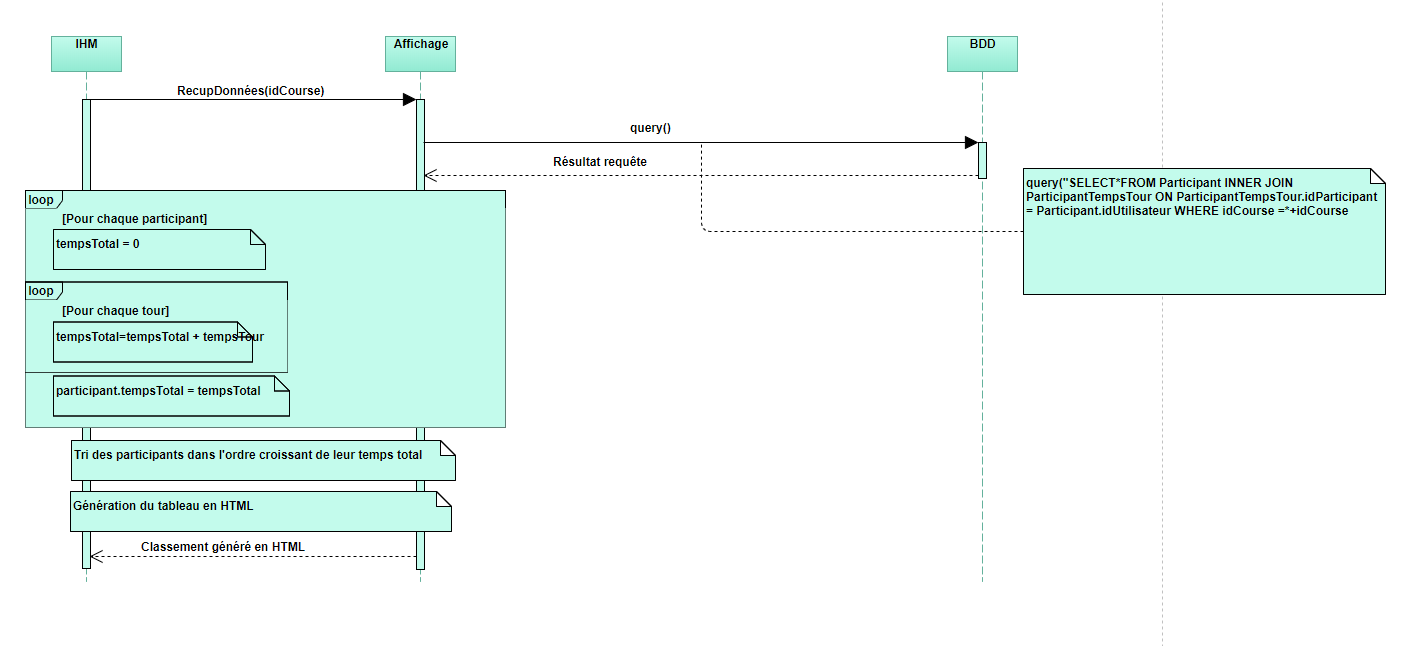 IHM
Affichage
BDD
RecupDonnées(idCourse)
query()
Résultat requête
query("SELECT*FROM Participant INNER JOIN
ParticipantTempsTour ON ParticipantTempsTour.idParticipant
= Participant.idUtilisateur WHERE idCourse =*+idCourse
loop
[Pour chaque participant]
tempsTotal = 0
loop
[Pour chaque tour]
tempsTotal=tempsTotal + tempsTour
participant.tempsTotal = tempsTotal
Tri des participants dans l'ordre croissant de leur temps total
Génération du tableau en HTML
Classement généré en HTML